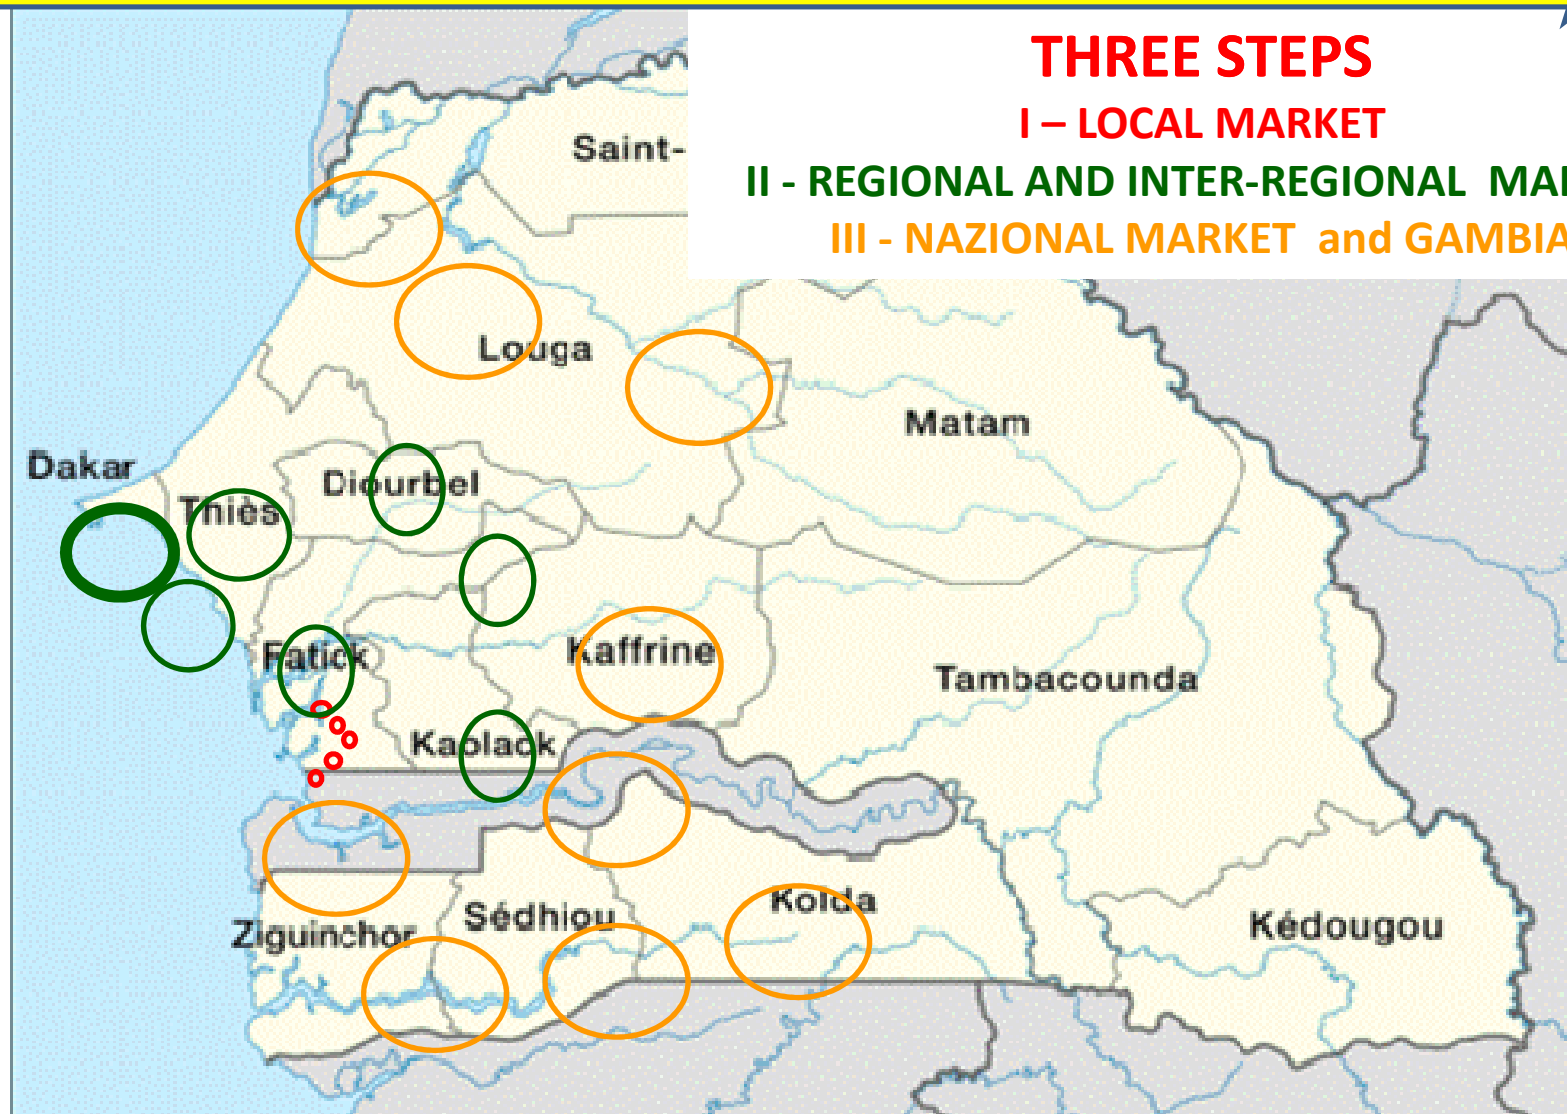 THREE STEPS
I – LOCAL MARKET
II - REGIONAL AND INTER-REGIONAL MA
III - NAZIONAL MARKET and GAMBIA
Saint-
Louga
Matam
Dakar
Thiès
Diourbel
Fatick
Kaffrine
Tambacounda
Kaolack
Kolda
Sédhiou
Ziguinchor
Kédougou